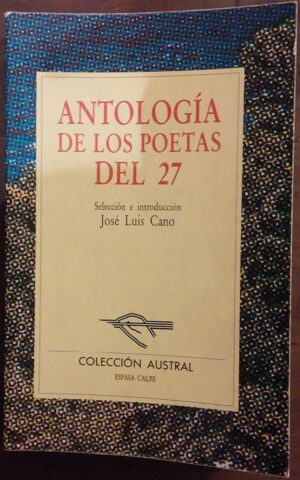 ANTOLOGÍA
DE LOS POETAS
DEL 27
Selección e introducción
José Luis Cano
COLECCIÓN AUSTRAL
ESPASA CALPE